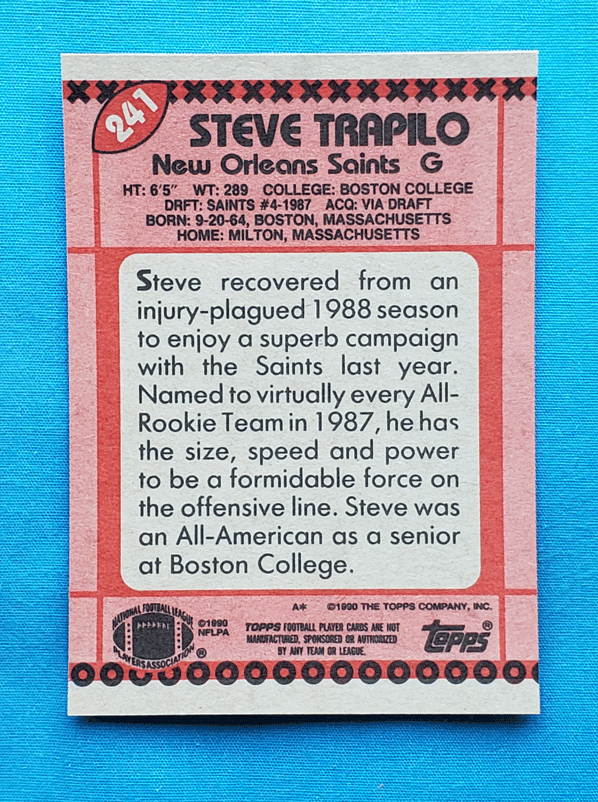 241
STEVE TRAPILO
New Orleans Saints G
HT: 6'5" WT: 289 COLLEGE: BOSTON COLLEGE
DRFT: SAINTS #4-1987 ACQ: VIA DRAFT
BORN: 9-20-64, BOSTON, MASSACHUSETTS
HOME: MILTON, MASSACHUSETTS
Steve recovered from an
injury-plagued 1988 season
to enjoy a superb campaign
with the Saints last year.
Named to virtually every All-
Rookie Team in 1987, he has
the size, speed and power
to be a formidable force on
the offensive line. Steve was
an All-American as a senior
at Boston College.
A* ©1990 THE TOPPS COMPANY, INC.
NATIONAL FOOTBALL LEAGUE
PLAYERS ASSOCIATION ®
©1990
NFLPA
TOPPS FOOTBALL PLAYER CARDS ARE NOT
MANUFACTURED, SPONSORED OR AUTHORIZED
BY ANY TEAM OR LEAGUE.
TOPPS ®